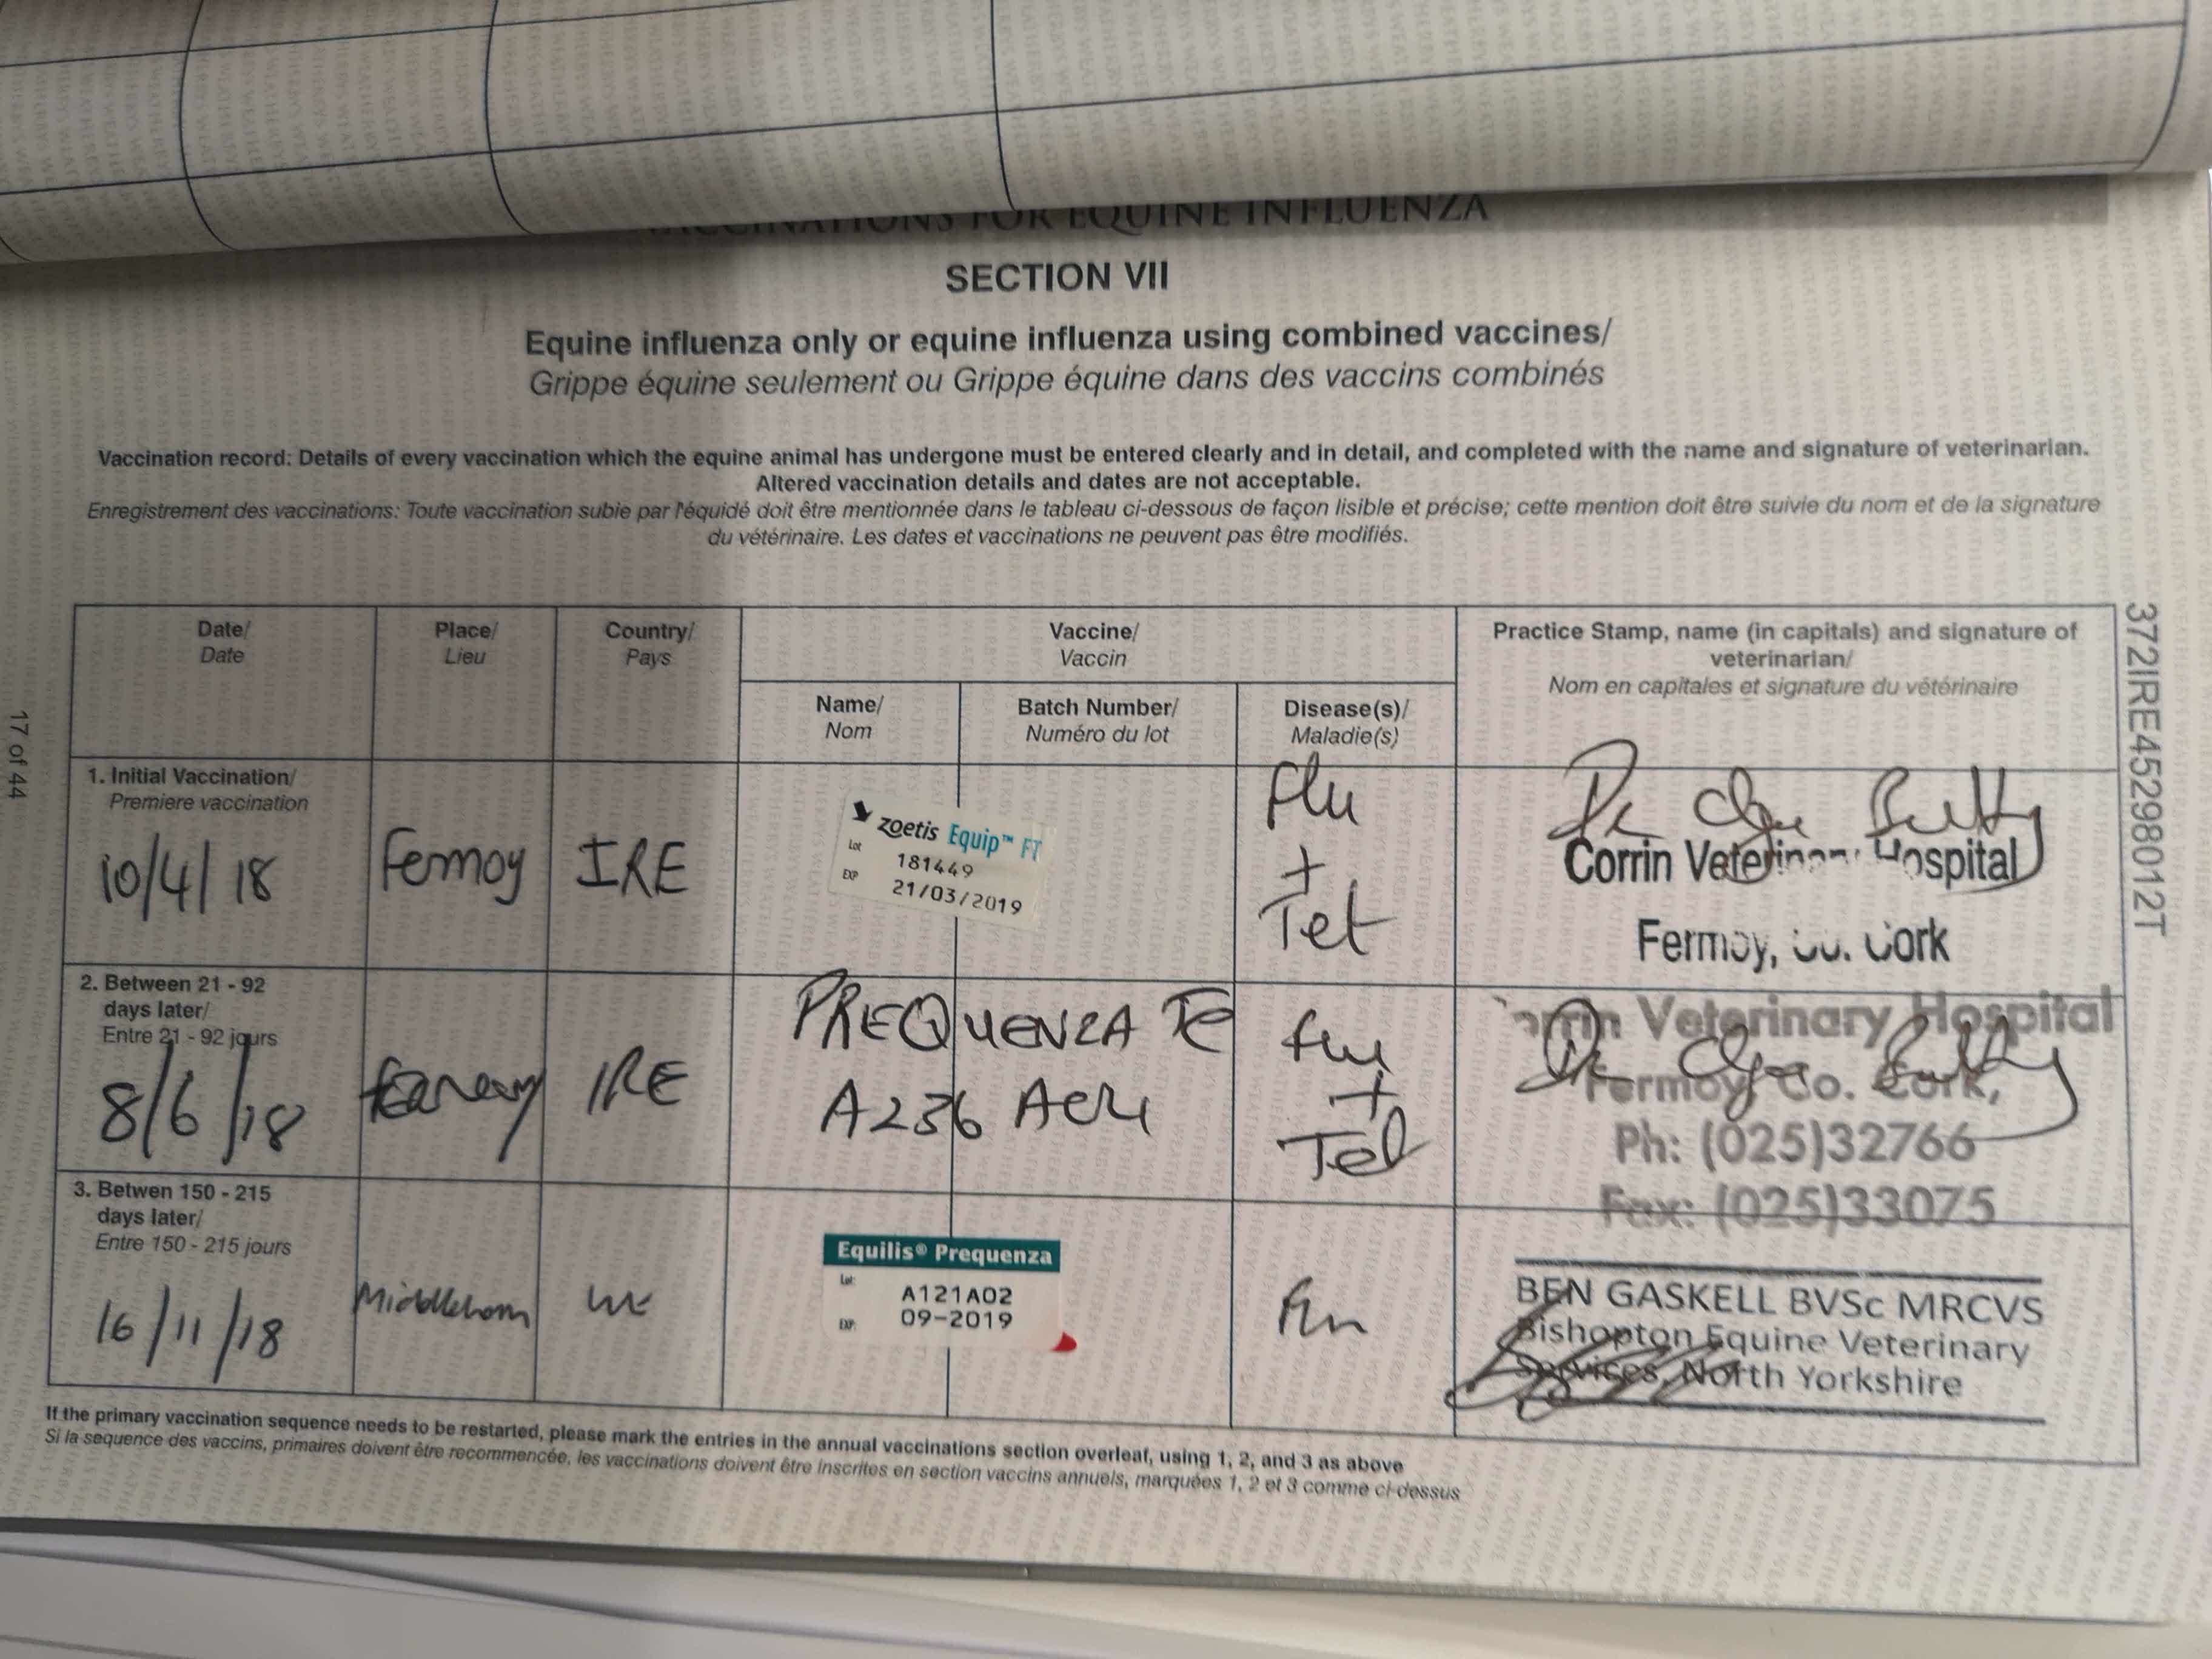 VACCINATIONS FOR EQUINE INFLUENZA
SECTION VII
Equine influenza only or equine influenza using combined vaccines/
Grippe équine seulement ou Grippe équine dans des vaccins combinés
Vaccination record: Details of every vaccination which the equine animal has undergone must be entered clearly and in detail, and completed with the name and signature of veterinarian.
Altered vaccination details and dates are not acceptable.
Enregistrement des vaccinations: Toute vaccination subie par l'équidé doit être mentionnée dans le tableau ci-dessous de façon lisible et précise; cette mention doit être suivie du nom et de la signature
du vétérinaire. Les dates et vaccinations ne peuvent pas être modifiés.
Date/
Date
Place/
Lieu
Country/
Pays
Vaccine/
Vaccin
Name/
Nom
Batch Number/
Numéro du lot
Disease(s)/
Maladie(s)
Practice Stamp, name (in capitals) and signature of
veterinarian/
Nom en capitales et signature du vétérinaire
1. Initial Vaccination/
Premiere vaccination
10/4/18
Fermoy
IRE
zoetis Equip™ FT
Lot 181449
EXP 21/03/2019
Flu
+
Tet
Corrin Veterinary Hospital
Fermoy, Co. Cork
2. Between 21 - 92
days later/
Entre 21 - 92 jours
8/6/18
IRE
PREQUENZA TE
A236
Flu
+
Tet
Veterinary Hospital
Fermoy, Co. Cork,
Ph: (025)32766
Fax: (025)33075
3. Betwen 150 - 215
days later/
Entre 150 - 215 jours
16/11/18
Middleham
UK
Equilis® Prequenza
Lot: A121A02
EXP: 09-2019
Flu
BEN GASKELL BVSc MRCVS
Bishopton Equine Veterinary
Services, North Yorkshire
If the primary vaccination sequence needs to be restarted, please mark the entries in the annual vaccinations section overleaf, using 1, 2, and 3 as above
Si la sequence des vaccins, primaires doivent être recommencée, les vaccinations doivent être inscrites en section vaccins annuels, marquées 1, 2 et 3 comme ci-dessus
17 of 44
372IRE45298012T